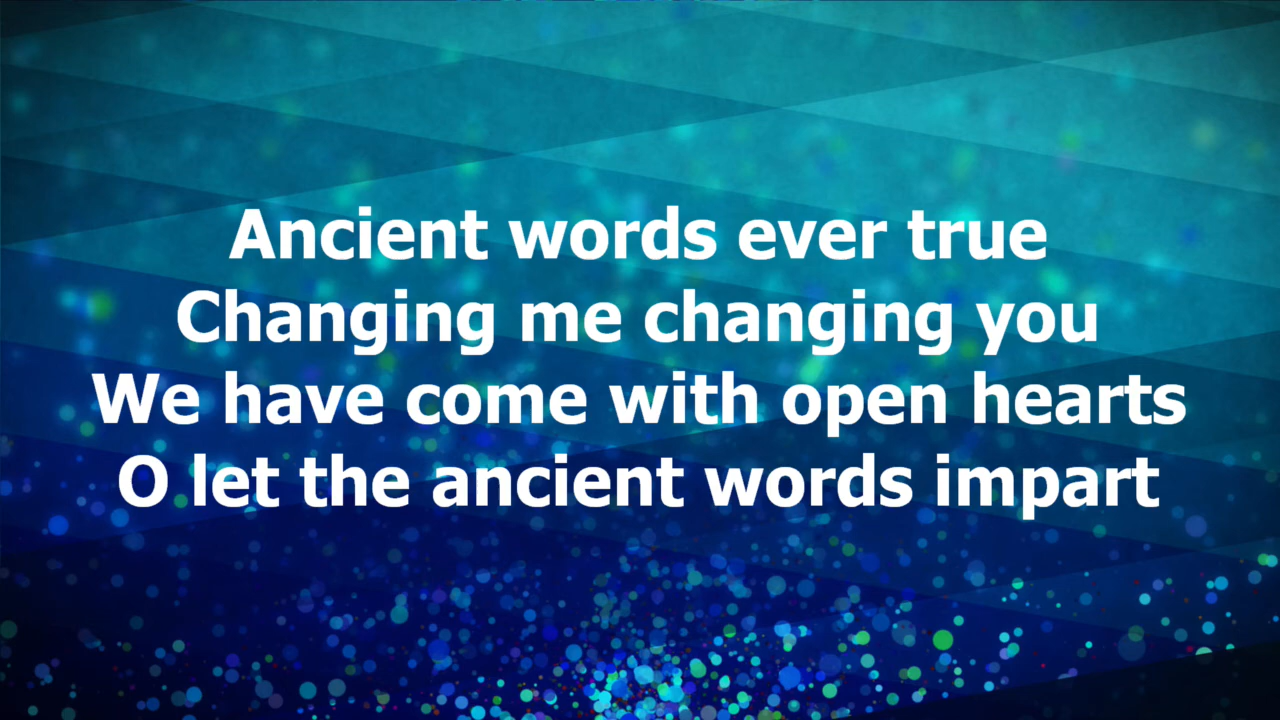 Ancient words ever true
Changing me changing you
We have come with open hearts
O let the ancient words impart